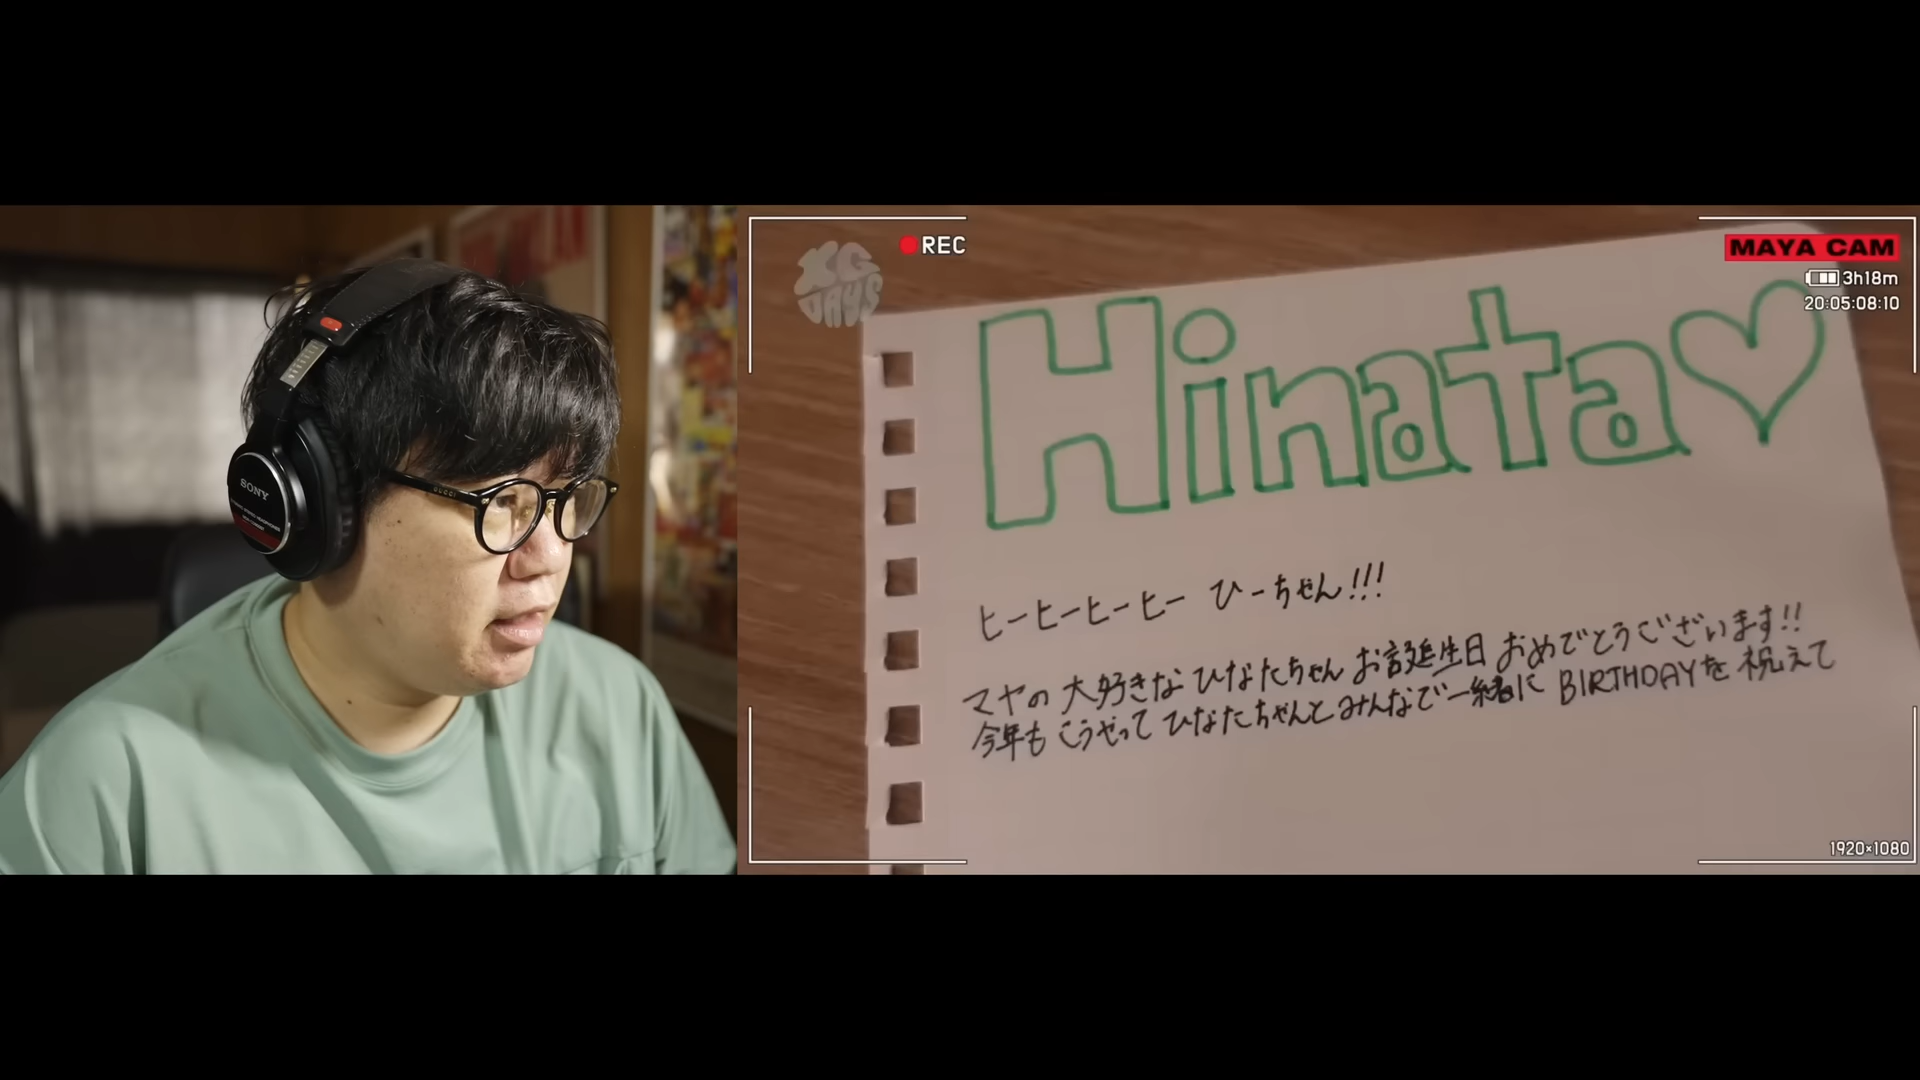 SONY
GUCCI
XG
DAYS
REC
MAYA CAM
3h18m
20:05:08:10
Hinata♡
ヒーヒーヒーヒー ひーちゃん!!!
マヤの 大好きな ひなたちゃん お誕生日 おめでとうございます!!
今年も こうやって ひなたちゃんと みんなで一緒に BIRTHDAYを 祝えて
1920×1080